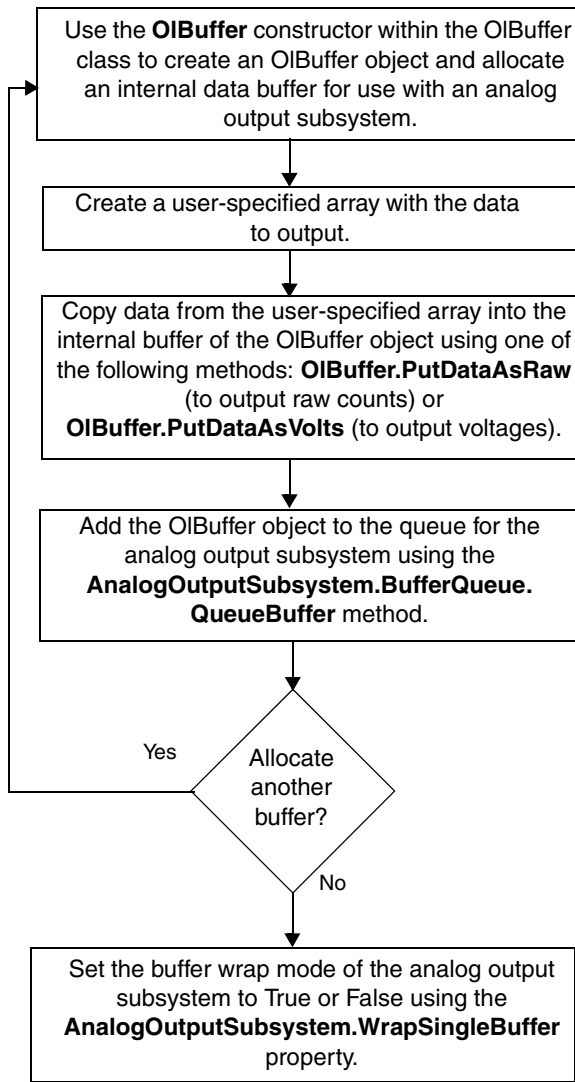 Use the OlBuffer constructor within the OlBuffer
class to create an OlBuffer object and allocate
an internal data buffer for use with an analog
output subsystem.
Create a user-specified array with the data
to output.
Copy data from the user-specified array into the
internal buffer of the OlBuffer object using one of
the following methods: OlBuffer.PutDataAsRaw
(to output raw counts) or
OlBuffer.PutDataAsVolts (to output voltages).
Add the OlBuffer object to the queue for the
analog output subsystem using the
AnalogOutputSubsystem.BufferQueue.
QueueBuffer method.
Yes
Allocate
another
buffer?
No
Set the buffer wrap mode of the analog output
subsystem to True or False using the
AnalogOutputSubsystem.WrapSingleBuffer
property.